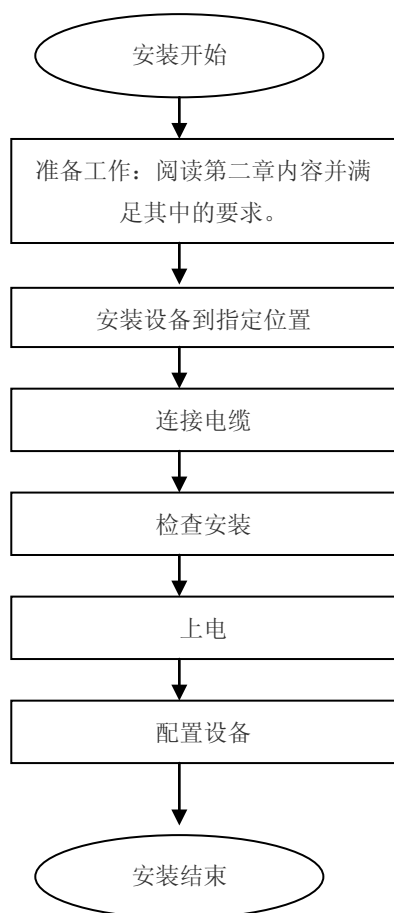 安装开始
准备工作：阅读第二章内容并满
足其中的要求。
安装设备到指定位置
连接电缆
检查安装
上电
配置设备
安装结束